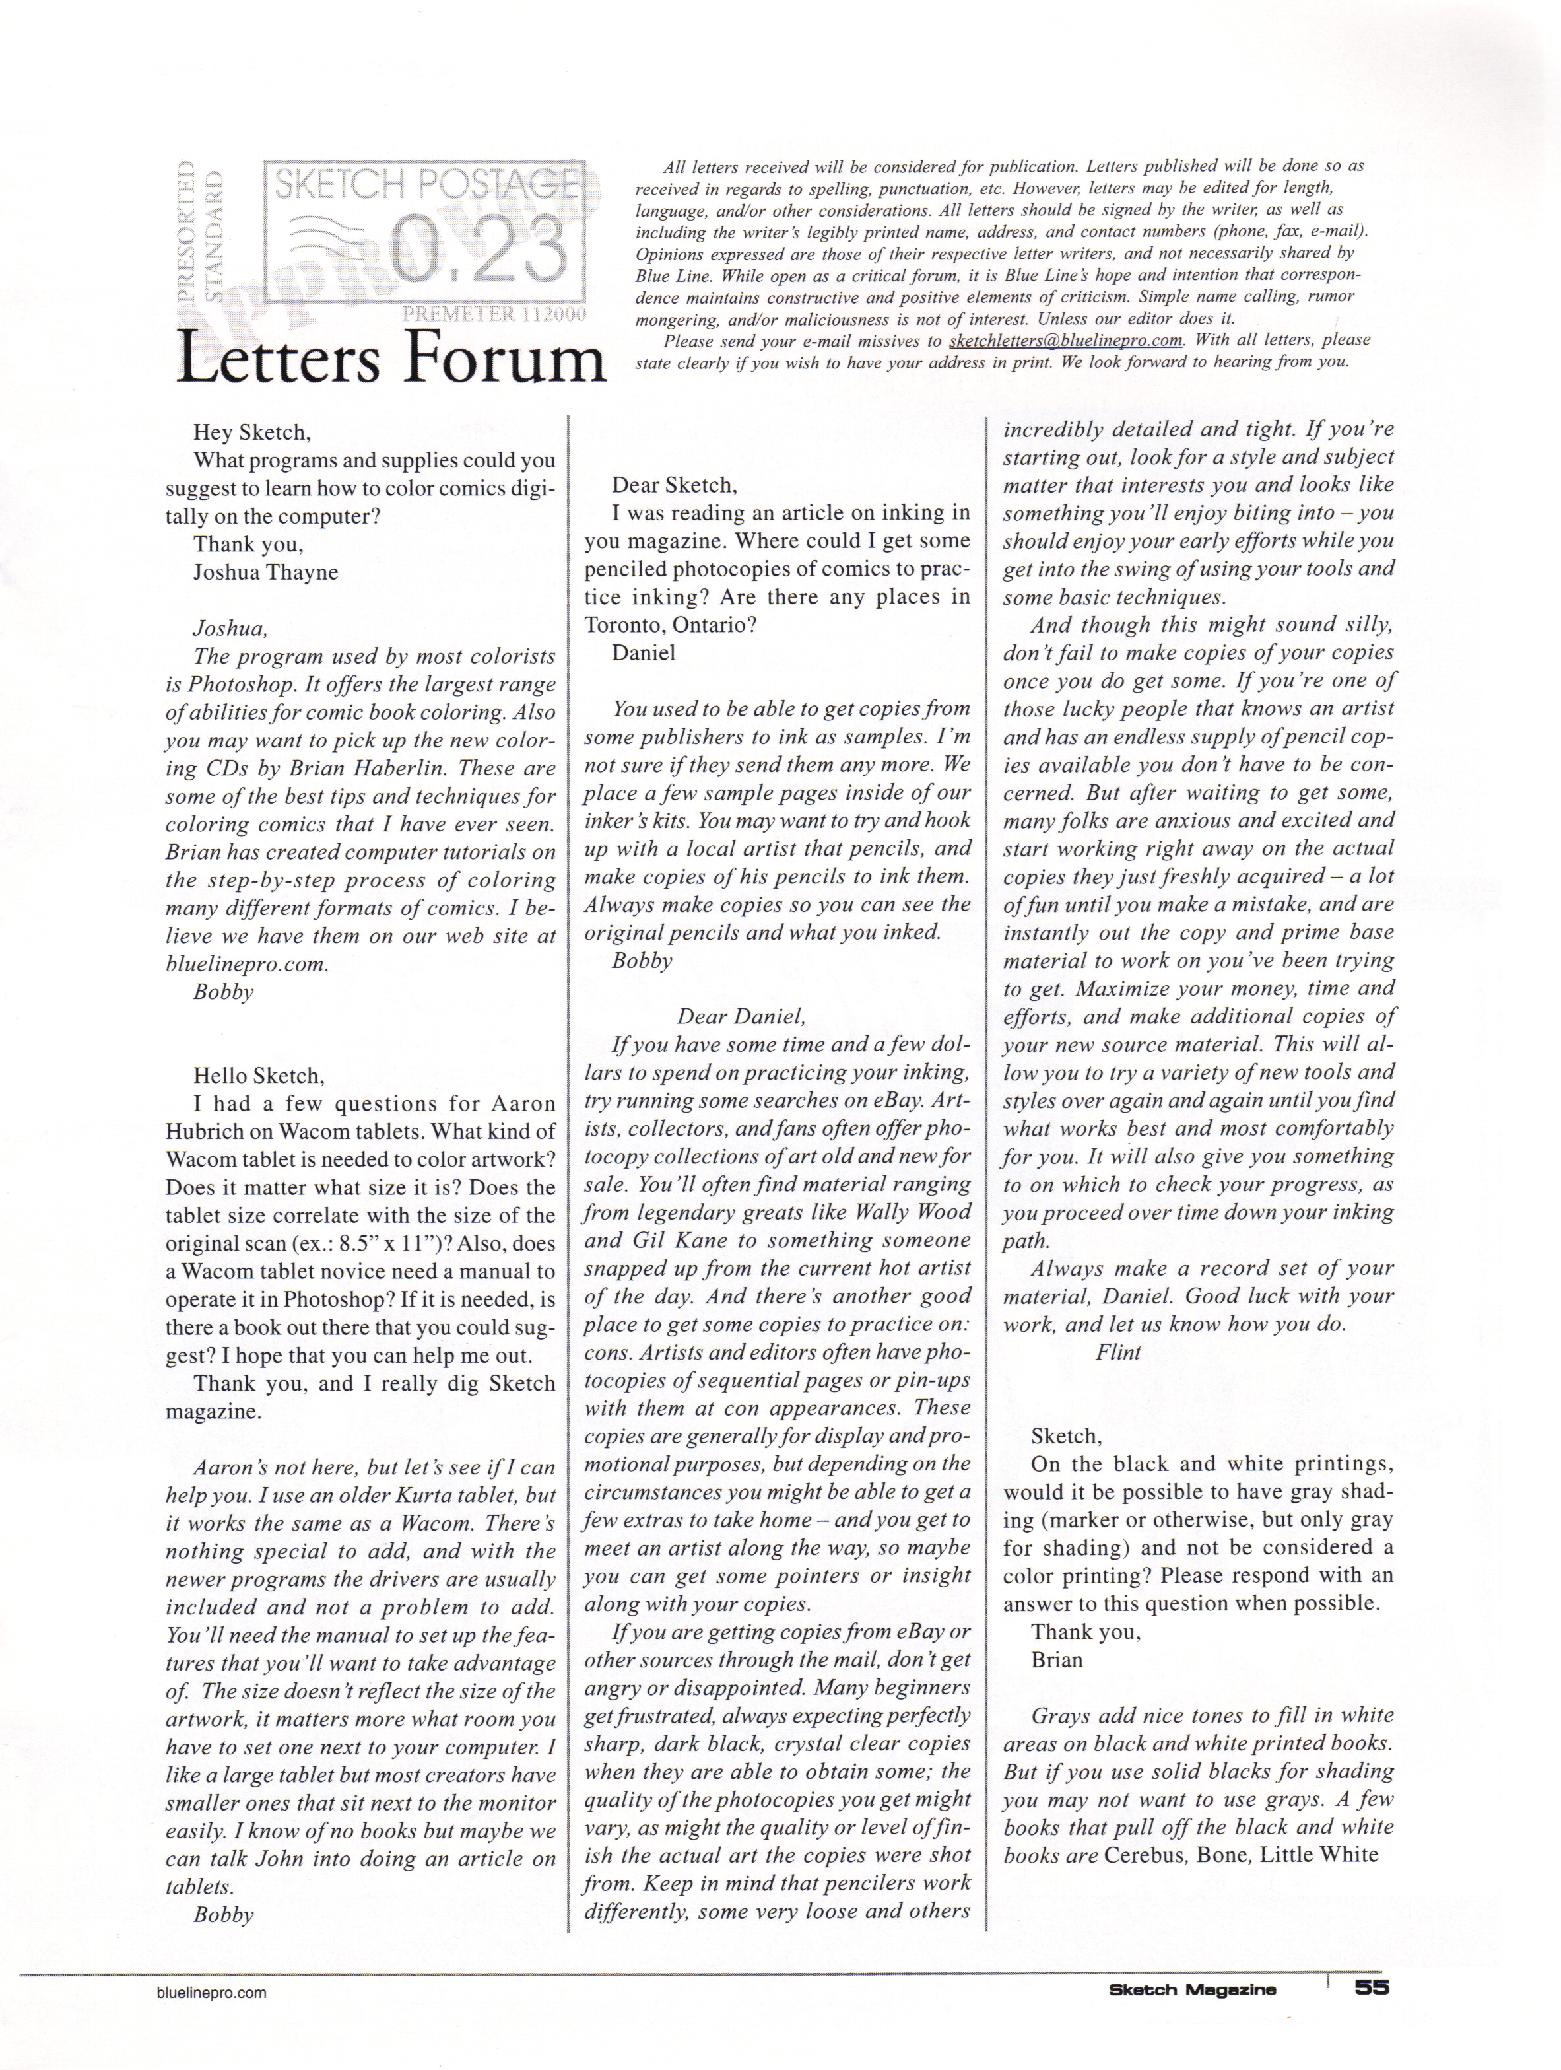 PRESORTED
STANDARD
SKETCH POSTAGE
0.23
APPROVED
PREMETER 112000
Letters Forum
All letters received will be considered for publication. Letters published will be done so as
received in regards to spelling, punctuation, etc. However, letters may be edited for length,
language, and/or other considerations. All letters should be signed by the writer, as well as
including the writer's legibly printed name, address, and contact numbers (phone, fax, e-mail).
Opinions expressed are those of their respective letter writers, and not necessarily shared by
Blue Line. While open as a critical forum, it is Blue Line's hope and intention that correspon-
dence maintains constructive and positive elements of criticism. Simple name calling, rumor
mongering, and/or maliciousness is not of interest. Unless our editor does it.
Please send your e-mail missives to sketchletters@bluelinepro.com. With all letters, please
state clearly if you wish to have your address in print. We look forward to hearing from you.
Hey Sketch,
What programs and supplies could you
suggest to learn how to color comics digi-
tally on the computer?
Thank you,
Joshua Thayne
Joshua,
The program used by most colorists
is Photoshop. It offers the largest range
of abilities for comic book coloring. Also
you may want to pick up the new color-
ing CDs by Brian Haberlin. These are
some of the best tips and techniques for
coloring comics that I have ever seen.
Brian has created computer tutorials on
the step-by-step process of coloring
many different formats of comics. I be-
lieve we have them on our web site at
bluelinepro.com.
Bobby
Hello Sketch,
I had a few questions for Aaron
Hubrich on Wacom tablets. What kind of
Wacom tablet is needed to color artwork?
Does it matter what size it is? Does the
tablet size correlate with the size of the
original scan (ex.: 8.5” x 11”)? Also, does
a Wacom tablet novice need a manual to
operate it in Photoshop? If it is needed, is
there a book out there that you could sug-
gest? I hope that you can help me out.
Thank you, and I really dig Sketch
magazine.
Aaron's not here, but let's see if I can
help you. I use an older Kurta tablet, but
it works the same as a Wacom. There's
nothing special to add, and with the
newer programs the drivers are usually
included and not a problem to add.
You'll need the manual to set up the fea-
tures that you'll want to take advantage
of. The size doesn't reflect the size of the
artwork, it matters more what room you
have to set one next to your computer. I
like a large tablet but most creators have
smaller ones that sit next to the monitor
easily. I know of no books but maybe we
can talk John into doing an article on
tablets.
Bobby
Dear Sketch,
I was reading an article on inking in
you magazine. Where could I get some
penciled photocopies of comics to prac-
tice inking? Are there any places in
Toronto, Ontario?
Daniel
You used to be able to get copies from
some publishers to ink as samples. I'm
not sure if they send them any more. We
place a few sample pages inside of our
inker's kits. You may want to try and hook
up with a local artist that pencils, and
make copies of his pencils to ink them.
Always make copies so you can see the
original pencils and what you inked.
Bobby
Dear Daniel,
If you have some time and a few dol-
lars to spend on practicing your inking,
try running some searches on eBay. Art-
ists, collectors, and fans often offer pho-
tocopy collections of art old and new for
sale. You'll often find material ranging
from legendary greats like Wally Wood
and Gil Kane to something someone
snapped up from the current hot artist
of the day. And there's another good
place to get some copies to practice on:
cons. Artists and editors often have pho-
tocopies of sequential pages or pin-ups
with them at con appearances. These
copies are generally for display and pro-
motional purposes, but depending on the
circumstances you might be able to get a
few extras to take home – and you get to
meet an artist along the way, so maybe
you can get some pointers or insight
along with your copies.
If you are getting copies from eBay or
other sources through the mail, don't get
angry or disappointed. Many beginners
get frustrated, always expecting perfectly
sharp, dark black, crystal clear copies
when they are able to obtain some; the
quality of the photocopies you get might
vary, as might the quality or level of fin-
ish the actual art the copies were shot
from. Keep in mind that pencilers work
differently, some very loose and others
incredibly detailed and tight. If you're
starting out, look for a style and subject
matter that interests you and looks like
something you'll enjoy biting into – you
should enjoy your early efforts while you
get into the swing of using your tools and
some basic techniques.
And though this might sound silly,
don't fail to make copies of your copies
once you do get some. If you're one of
those lucky people that knows an artist
and has an endless supply of pencil cop-
ies available you don't have to be con-
cerned. But after waiting to get some,
many folks are anxious and excited and
start working right away on the actual
copies they just freshly acquired – a lot
of fun until you make a mistake, and are
instantly out the copy and prime base
material to work on you've been trying
to get. Maximize your money, time and
efforts, and make additional copies of
your new source material. This will al-
low you to try a variety of new tools and
styles over again and again until you find
what works best and most comfortably
for you. It will also give you something
to on which to check your progress, as
you proceed over time down your inking
path.
Always make a record set of your
material, Daniel. Good luck with your
work, and let us know how you do.
Flint
Sketch,
On the black and white printings,
would it be possible to have gray shad-
ing (marker or otherwise, but only gray
for shading) and not be considered a
color printing? Please respond with an
answer to this question when possible.
Thank you,
Brian
Grays add nice tones to fill in white
areas on black and white printed books.
But if you use solid blacks for shading
you may not want to use grays. A few
books that pull off the black and white
books are Cerebus, Bone, Little White
bluelinepro.com
Sketch Magazine
55